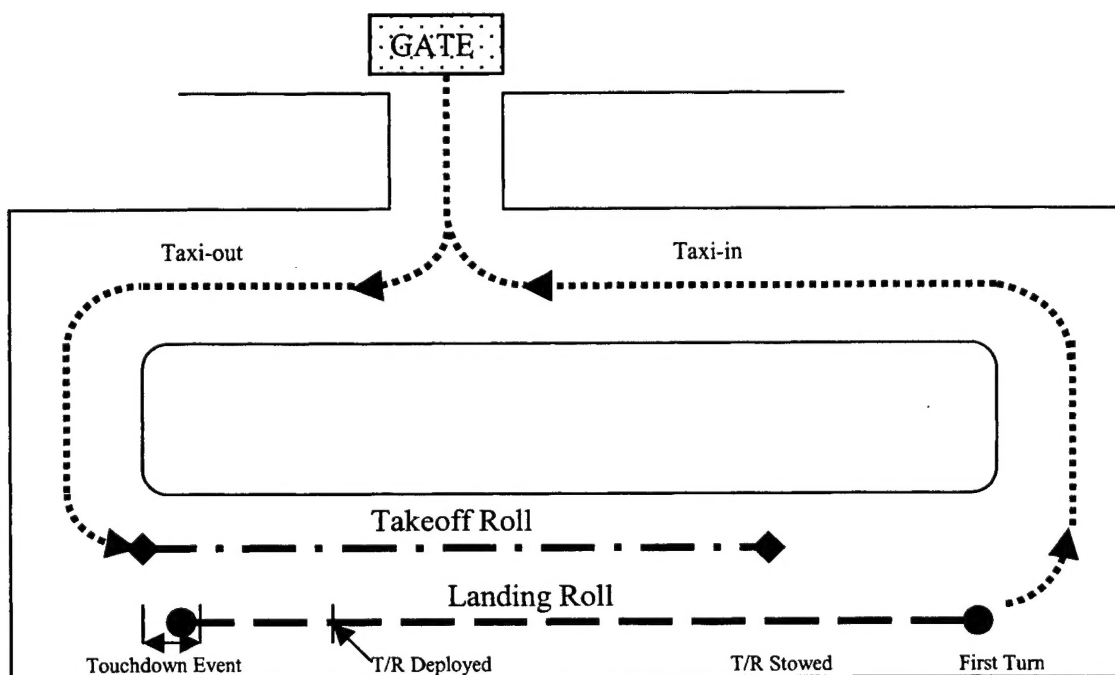 GATE
Taxi-out
Taxi-in
Takeoff Roll
Landing Roll
Touchdown Event
T/R Deployed
T/R Stowed
First Turn